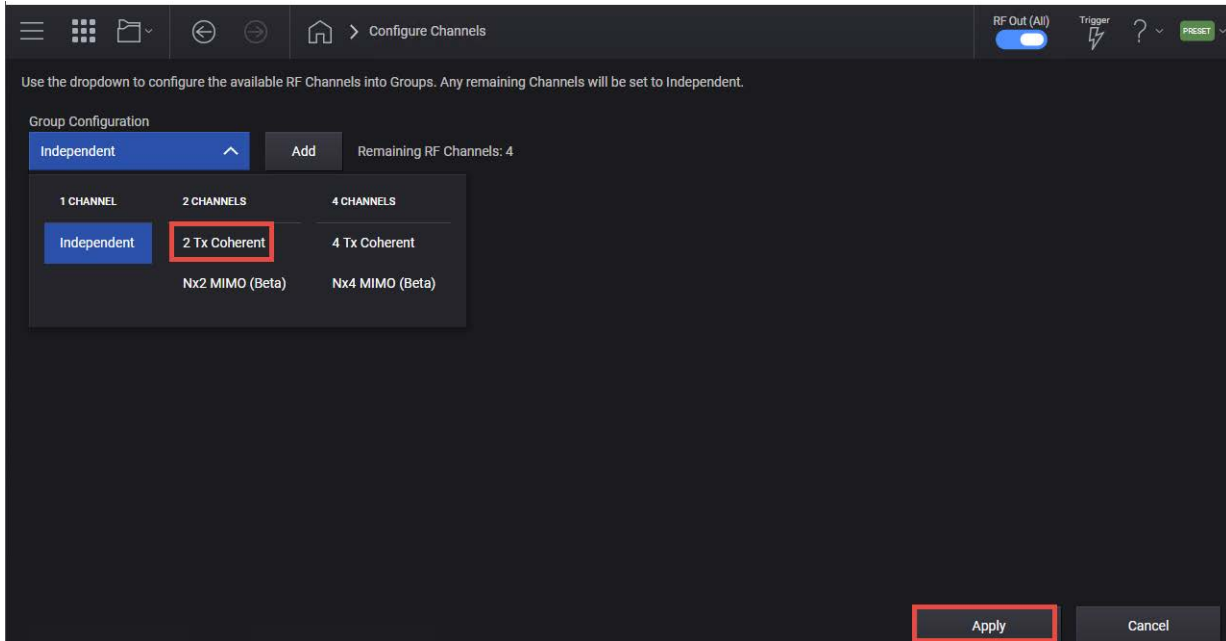 Configure Channels
RF Out (All)
Trigger
PRESET
Use the dropdown to configure the available RF Channels into Groups. Any remaining Channels will be set to Independent.
Group Configuration
Independent
Add
Remaining RF Channels: 4
1 CHANNEL 2 CHANNELS 4 CHANNELS
Independent 2 Tx Coherent 4 Tx Coherent
Nx2 MIMO (Beta) Nx4 MIMO (Beta)
Apply
Cancel